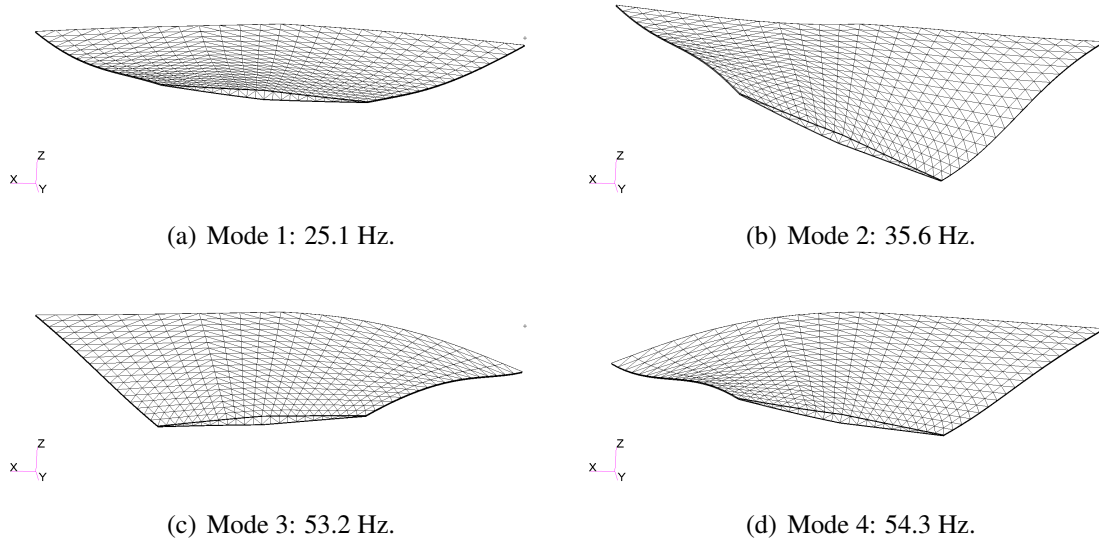 Z
X
Y
(a) Mode 1: 25.1 Hz.
Z
X
Y
(b) Mode 2: 35.6 Hz.
Z
X
Y
(c) Mode 3: 53.2 Hz.
Z
X
Y
(d) Mode 4: 54.3 Hz.